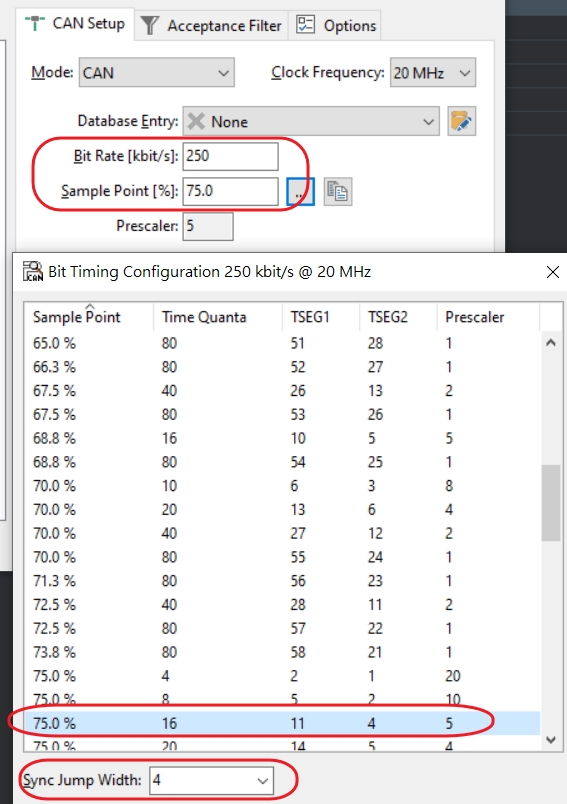 CAN Setup Acceptance Filter Options
Mode: CAN Clock Frequency: 20 MHz
Database Entry: None
Bit Rate [kbit/s]: 250
Sample Point [%]: 75.0 ...
Prescaler: 5
CAN Bit Timing Configuration 250 kbit/s @ 20 MHz
Sample Point Time Quanta TSEG1 TSEG2 Prescaler
65.0 % 80 51 28 1
66.3 % 80 52 27 1
67.5 % 40 26 13 2
67.5 % 80 53 26 1
68.8 % 16 10 5 5
68.8 % 80 54 25 1
70.0 % 10 6 3 8
70.0 % 20 13 6 4
70.0 % 40 27 12 2
70.0 % 80 55 24 1
71.3 % 80 56 23 1
72.5 % 40 28 11 2
72.5 % 80 57 22 1
73.8 % 80 58 21 1
75.0 % 4 2 1 20
75.0 % 8 5 2 10
75.0 % 16 11 4 5
75.0 % 20 14 5 4
Sync Jump Width: 4